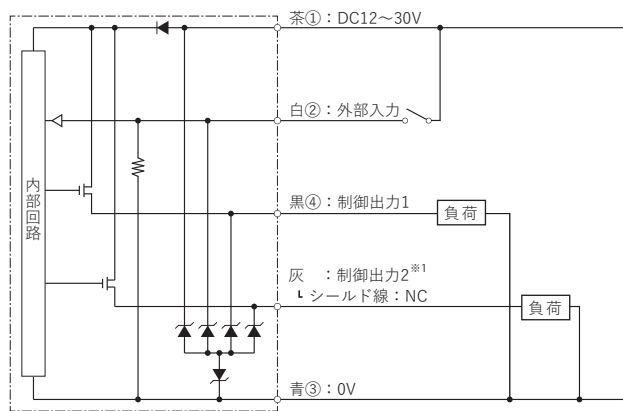 茶①：DC12～30V
白②：外部入力
内部回路
黒④：制御出力1
負荷
灰　：制御出力2※1
┗ シールド線：NC
負荷
青③：0V